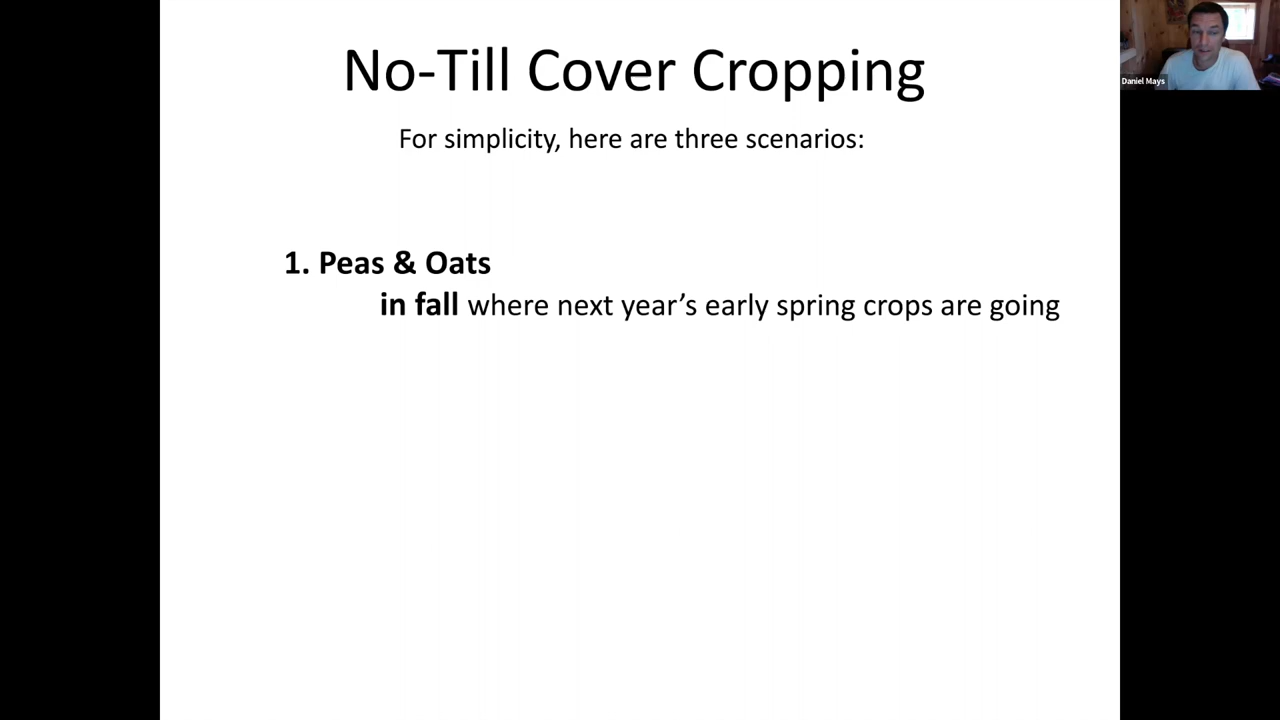 No-Till Cover Cropping
For simplicity, here are three scenarios:
1. Peas & Oats
in fall where next year’s early spring crops are going
Daniel Mays